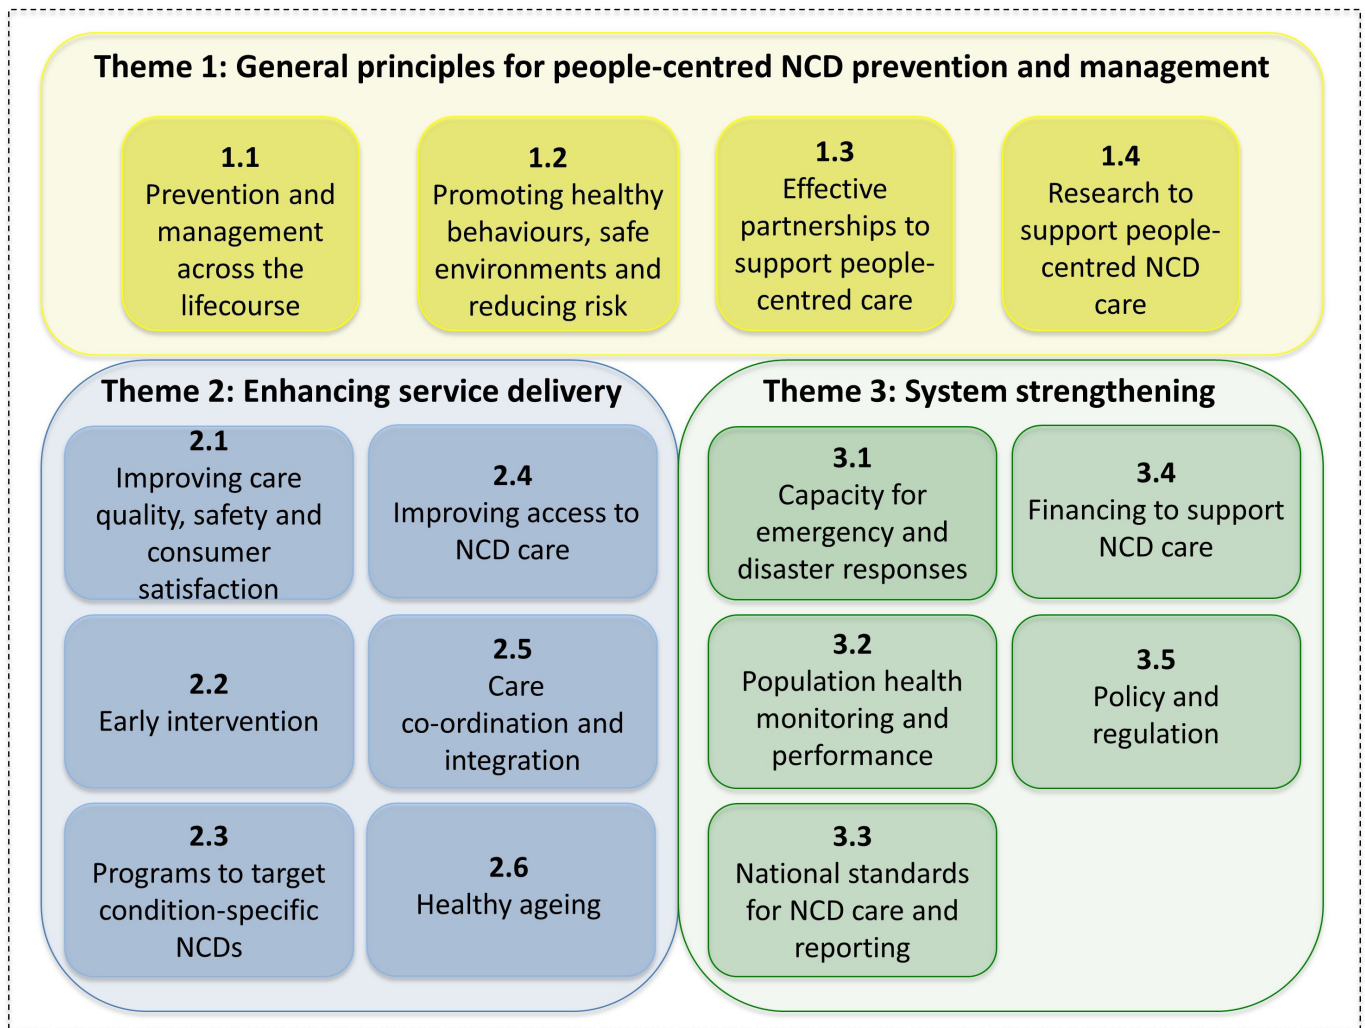 Theme 1: General principles for people-centred NCD prevention and management
1.1
Prevention and
management
across the
lifecourse
1.2
Promoting healthy
behaviours, safe
environments and
reducing risk
1.3
Effective
partnerships to
support people-
centred care
1.4
Research to
support people-
centred NCD
care
Theme 2: Enhancing service delivery
2.1
Improving care
quality, safety and
consumer
satisfaction
2.4
Improving access to
NCD care
2.2
Early intervention
2.5
Care
co-ordination and
integration
2.3
Programs to target
condition-specific
NCDs
2.6
Healthy ageing
Theme 3: System strengthening
3.1
Capacity for
emergency and
disaster responses
3.4
Financing to support
NCD care
3.2
Population health
monitoring and
performance
3.5
Policy and
regulation
3.3
National standards
for NCD care and
reporting